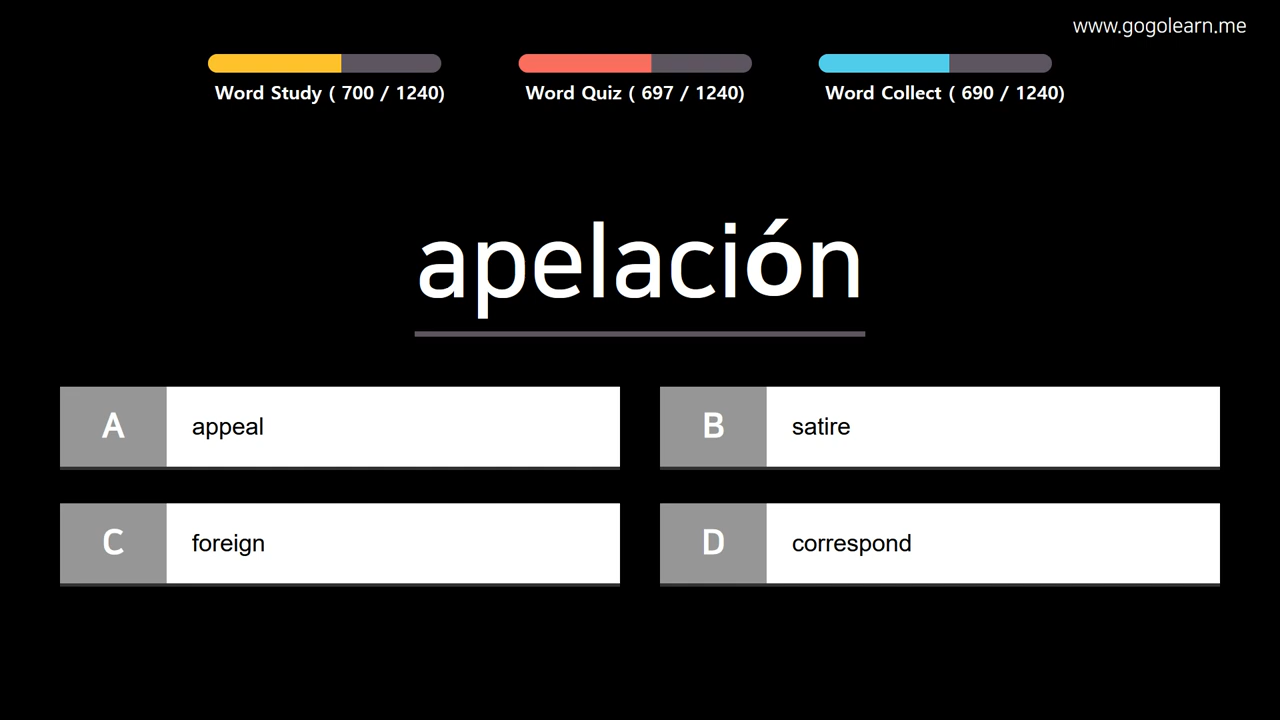 www.gogolearn.me
Word Study ( 700 / 1240)
Word Quiz ( 697 / 1240)
Word Collect ( 690 / 1240)
apelación
A appeal
B satire
C foreign
D correspond